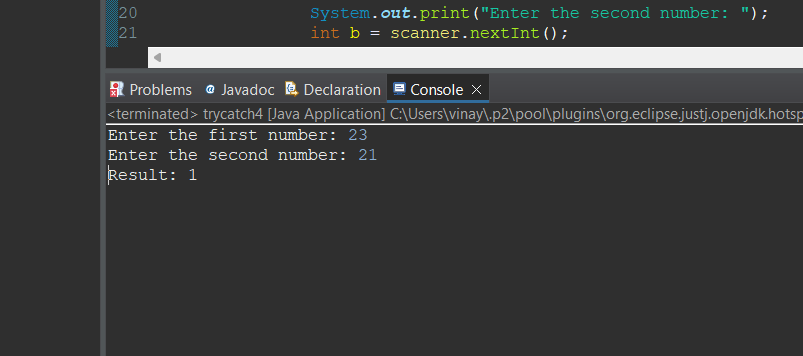 20 System.out.print("Enter the second number: ");
21 int b = scanner.nextInt();
Problems @ Javadoc Declaration Console
<terminated> trycatch4 [Java Application] C:\Users\vinay\.p2\pool\plugins\org.eclipse.justj.openjdk.hotsp
Enter the first number: 23
Enter the second number: 21
Result: 1